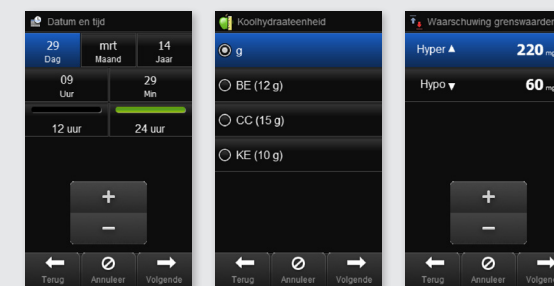 Datum en tijd
29 mrt 14
Dag Maand Jaar
09 29
Uur Min
12 uur 24 uur
+
−
Terug Annuleer Volgende
Koolhydraateenheid
g
BE (12 g)
CC (15 g)
KE (10 g)
Terug Annuleer Volgende
Waarschuwing grenswaarden
Hyper ▲ 220
Hypo ▼ 60
+
−
Terug Annuleer